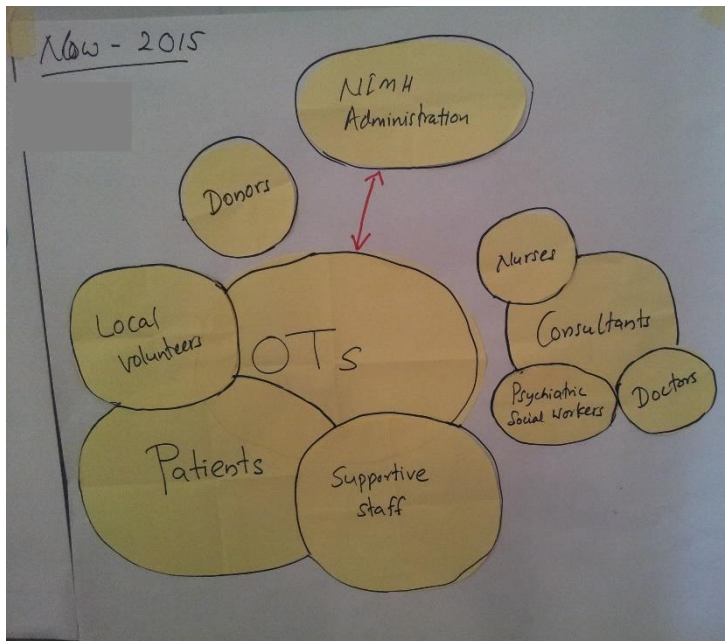 Now - 2015
NIMH
Administration
Donors
Nurses
Local
volunteers
OTs
Consultants
Psychiatric
Social workers
Doctors
Patients
Supportive
staff